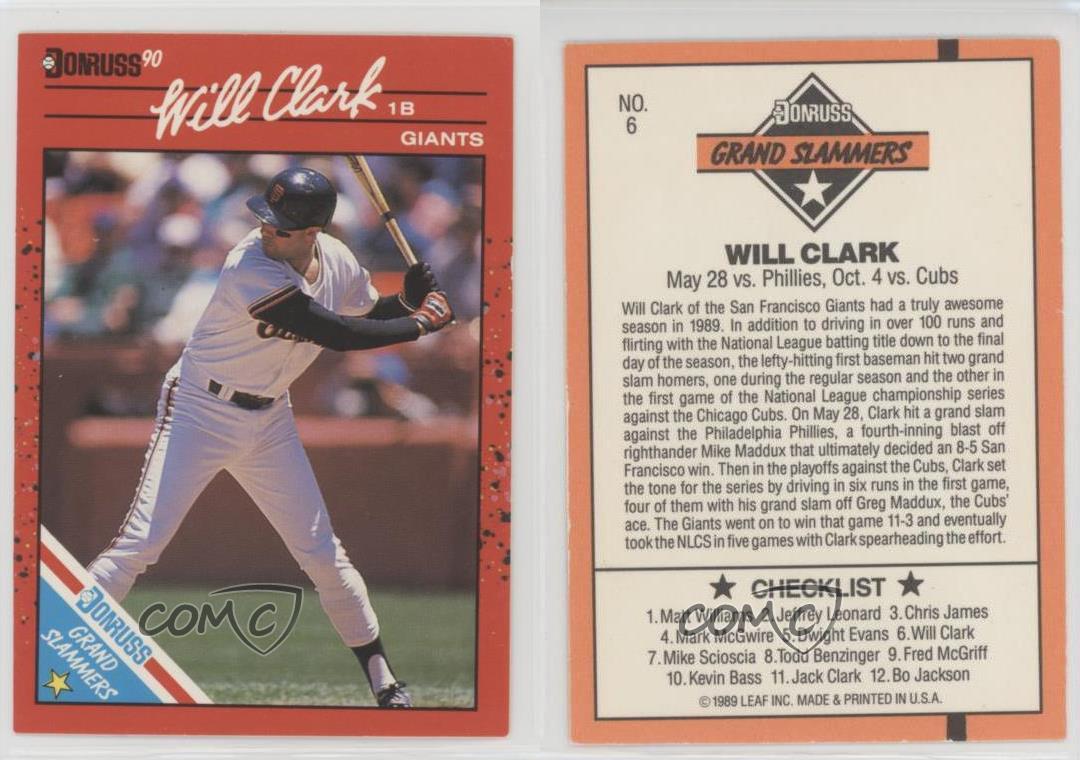 DONRUSS 90
Will Clark 1B
GIANTS
DONRUSS
GRAND
SLAMMERS
COMC
NO.
6
DONRUSS
GRAND SLAMMERS
WILL CLARK
May 28 vs. Phillies, Oct. 4 vs. Cubs
Will Clark of the San Francisco Giants had a truly awesome
season in 1989. In addition to driving in over 100 runs and
flirting with the National League batting title down to the final
day of the season, the lefty-hitting first baseman hit two grand
slam homers, one during the regular season and the other in
the first game of the National League championship series
against the Chicago Cubs. On May 28, Clark hit a grand slam
against the Philadelphia Phillies, a fourth-inning blast off
righthander Mike Maddux that ultimately decided an 8-5 San
Francisco win. Then in the playoffs against the Cubs, Clark set
the tone for the series by driving in six runs in the first game,
four of them with his grand slam off Greg Maddux, the Cubs'
ace. The Giants went on to win that game 11-3 and eventually
took the NLCS in five games with Clark spearheading the effort.
★ CHECKLIST ★
1. Matt Williams 2. Jeffrey Leonard 3. Chris James
4. Mark McGwire 5. Dwight Evans 6. Will Clark
7. Mike Scioscia 8. Todd Benzinger 9. Fred McGriff
10. Kevin Bass 11. Jack Clark 12. Bo Jackson
© 1989 LEAF INC. MADE & PRINTED IN U.S.A.
COMC